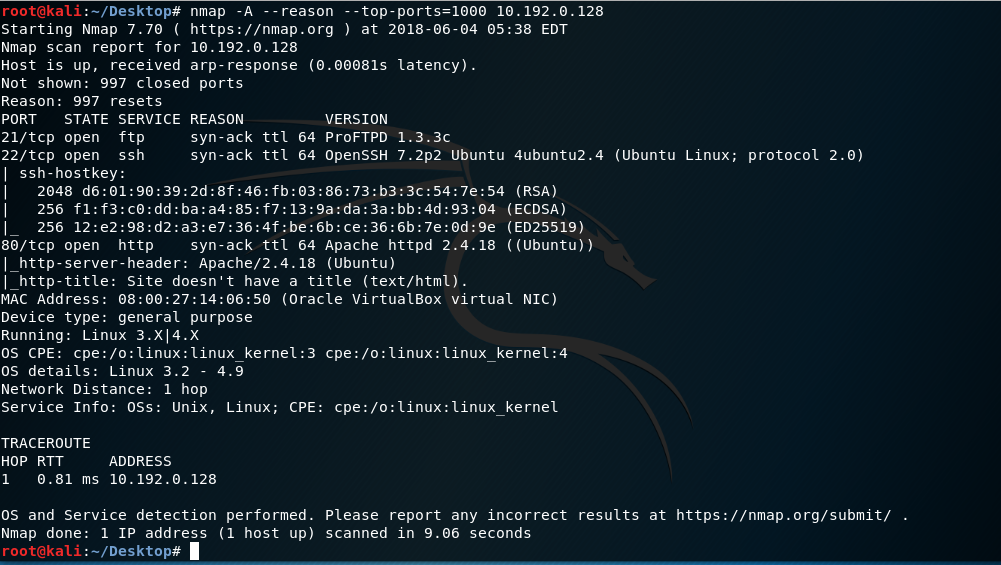 root@kali:~/Desktop# nmap -A --reason --top-ports=1000 10.192.0.128
Starting Nmap 7.70 ( https://nmap.org ) at 2018-06-04 05:38 EDT
Nmap scan report for 10.192.0.128
Host is up, received arp-response (0.00081s latency).
Not shown: 997 closed ports
Reason: 997 resets
PORT   STATE SERVICE REASON         VERSION
21/tcp open  ftp     syn-ack ttl 64 ProFTPD 1.3.3c
22/tcp open  ssh     syn-ack ttl 64 OpenSSH 7.2p2 Ubuntu 4ubuntu2.4 (Ubuntu Linux; protocol 2.0)
| ssh-hostkey:
|   2048 d6:01:90:39:2d:8f:46:fb:03:86:73:b3:3c:54:7e:54 (RSA)
|   256 f1:f3:c0:dd:ba:a4:85:f7:13:9a:da:3a:bb:4d:93:04 (ECDSA)
|_  256 12:e2:98:d2:a3:e7:36:4f:be:6b:ce:36:6b:7e:0d:9e (ED25519)
80/tcp open  http    syn-ack ttl 64 Apache httpd 2.4.18 ((Ubuntu))
|_http-server-header: Apache/2.4.18 (Ubuntu)
|_http-title: Site doesn't have a title (text/html).
MAC Address: 08:00:27:14:06:50 (Oracle VirtualBox virtual NIC)
Device type: general purpose
Running: Linux 3.X|4.X
OS CPE: cpe:/o:linux:linux_kernel:3 cpe:/o:linux:linux_kernel:4
OS details: Linux 3.2 - 4.9
Network Distance: 1 hop
Service Info: OSs: Unix, Linux; CPE: cpe:/o:linux:linux_kernel

TRACEROUTE
HOP RTT     ADDRESS
1   0.81 ms 10.192.0.128

OS and Service detection performed. Please report any incorrect results at https://nmap.org/submit/ .
Nmap done: 1 IP address (1 host up) scanned in 9.06 seconds
root@kali:~/Desktop#